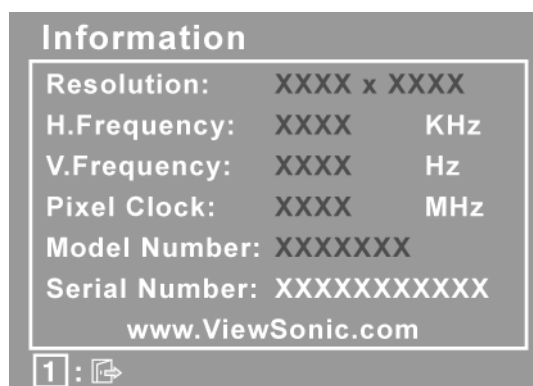 Information
Resolution: XXXX x XXXX
H.Frequency: XXXX KHz
V.Frequency: XXXX Hz
Pixel Clock: XXXX MHz
Model Number: XXXXXXX
Serial Number: XXXXXXXXXXX
www.ViewSonic.com
1 :